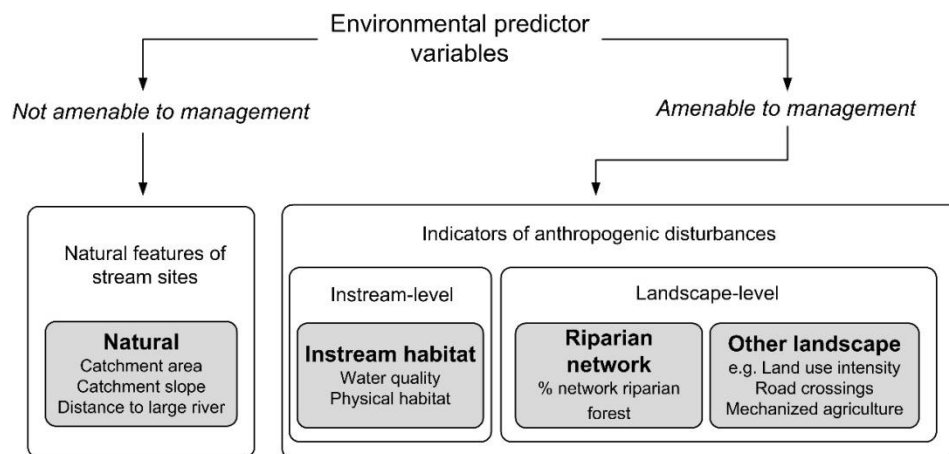 Environmental predictor
variables
Not amenable to management
Amenable to management
Natural features of
stream sites
Natural
Catchment area
Catchment slope
Distance to large river
Indicators of anthropogenic disturbances
Instream-level
Instream habitat
Water quality
Physical habitat
Landscape-level
Riparian
network
% network riparian
forest
Other landscape
e.g. Land use intensity
Road crossings
Mechanized agriculture